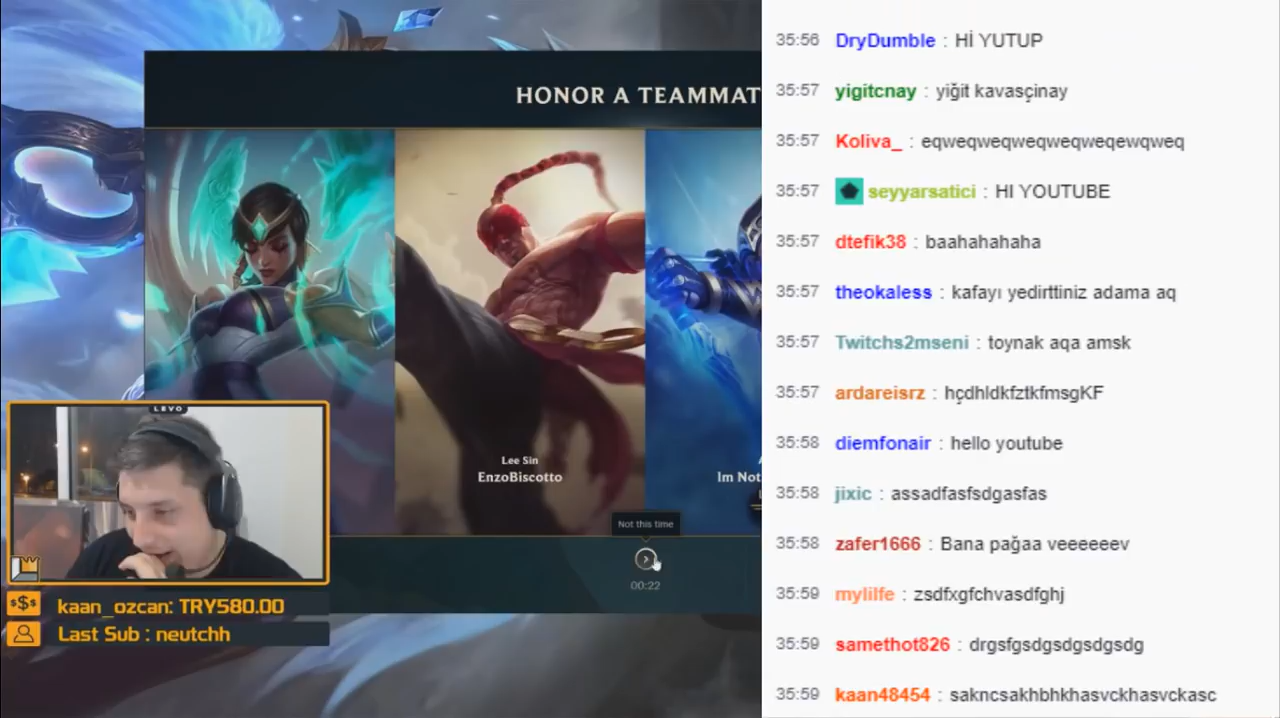 HONOR A TEAMMAT
Lee Sin
EnzoBiscotto
Im Not
Not this time
00:22
LEVO
$$$
kaan_ozcan: TRY580.00
Last Sub : neutchh
35:56 DryDumble : Hİ YUTUP
35:57 yigitcnay : yiğit kavasçinay
35:57 Koliva_ : eqweqweqweqweqweqewqweq
35:57 seyyarsatici : HI YOUTUBE
35:57 dtefik38 : baahahahaha
35:57 theokaless : kafayı yedirttiniz adama aq
35:57 Twitchs2mseni : toynak aqa amsk
35:57 ardareisrz : hçdhldkfztkfmsgKF
35:58 diemfonair : hello youtube
35:58 jixic : assadfasfsdgasfas
35:58 zafer1666 : Bana pağaa veeeeeev
35:59 mylilfe : zsdfxgfchvasdfghj
35:59 samethot826 : drgsfgsdgsdgsdgsdg
35:59 kaan48454 : sakncsakhbhkhasvckhasvckasc